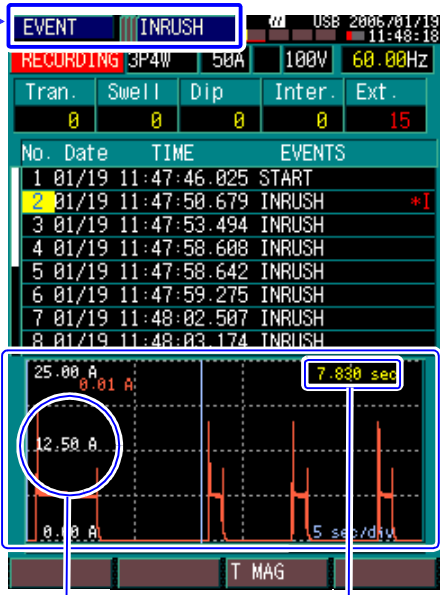 EVENT INRUSH USB 2006/01/19
11:48:18
RECORDING 3P4W 50A 100V 60.00Hz
Tran. Swell Dip Inter. Ext.
0 0 0 0 15
No. Date TIME EVENTS
1 01/19 11:47:46.025 START
2 01/19 11:47:50.679 INRUSH *I
3 01/19 11:47:53.494 INRUSH
4 01/19 11:47:58.608 INRUSH
5 01/19 11:47:58.642 INRUSH
6 01/19 11:47:59.275 INRUSH
7 01/19 11:48:02.507 INRUSH
8 01/19 11:48:03.174 INRUSH
25.00 A 7.830 sec
0.01 A
12.50 A
0.00 A 5 sec/div
T MAG